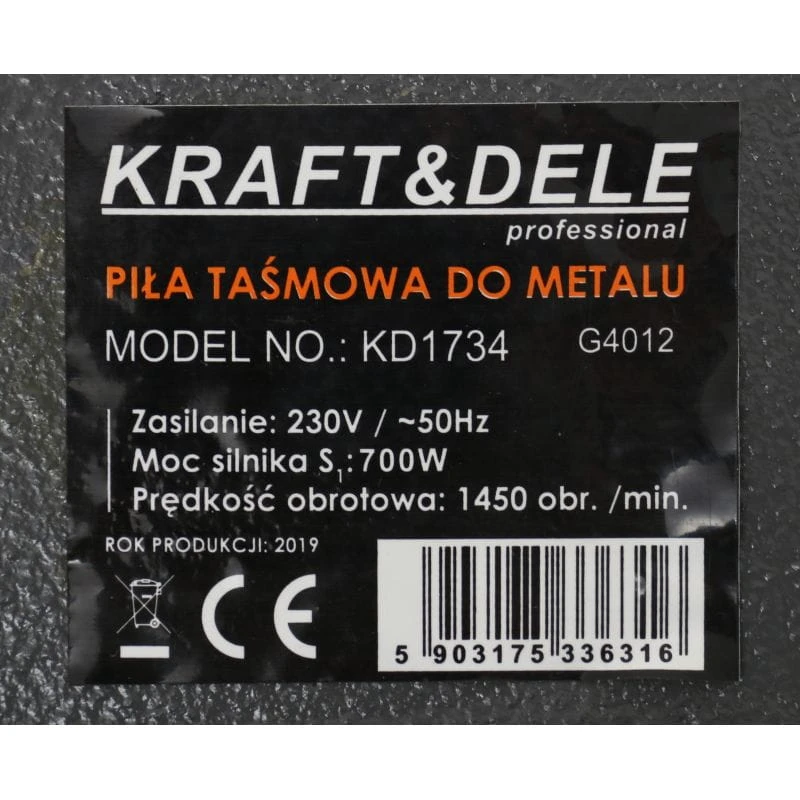 KRAFT&DELE
professional
PIŁA TAŚMOWA DO METALU
MODEL NO.: KD1734 G4012
Zasilanie: 230V / ~50Hz
Moc silnika S₁: 700W
Prędkość obrotowa: 1450 obr. /min.
ROK PRODUKCJI: 2019
CE
5 903175 336316